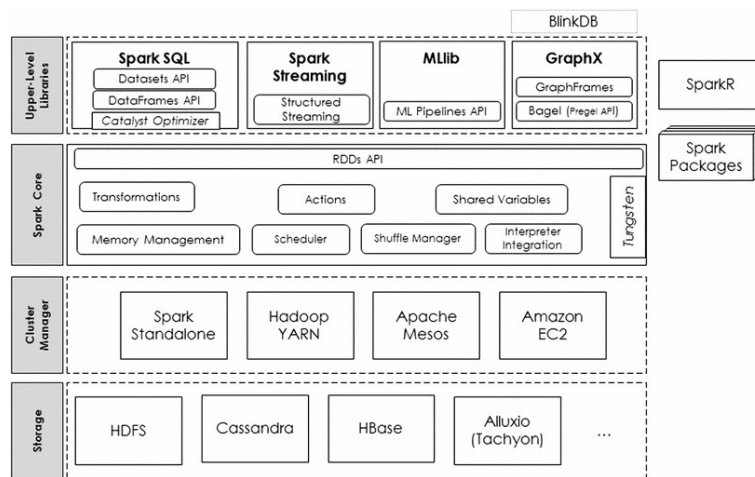 BlinkDB
Upper-Level
Libraries
Spark SQL
Datasets API
DataFrames API
Catalyst Optimizer
Spark
Streaming
Structured
Streaming
MLlib
ML Pipelines API
GraphX
GraphFrames
Bagel (Pregel API)
SparkR
Spark
Packages
Spark Core
RDDs API
Transformations
Actions
Shared Variables
Memory Management
Scheduler
Shuffle Manager
Interpreter
Integration
Tungsten
Cluster
Manager
Spark
Standalone
Hadoop
YARN
Apache
Mesos
Amazon
EC2
Storage
HDFS
Cassandra
HBase
Alluxio
(Tachyon)
...